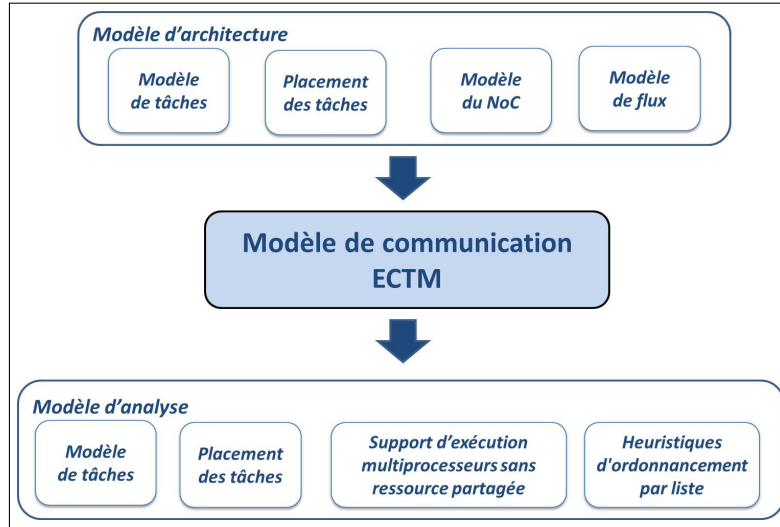 Modèle d'architecture
Modèle
de tâches
Placement
des tâches
Modèle
du NoC
Modèle
de flux
Modèle de communication
ECTM
Modèle d'analyse
Modèle
de tâches
Placement
des tâches
Support d'exécution
multiprocesseurs sans
ressource partagée
Heuristiques
d'ordonnancement
par liste